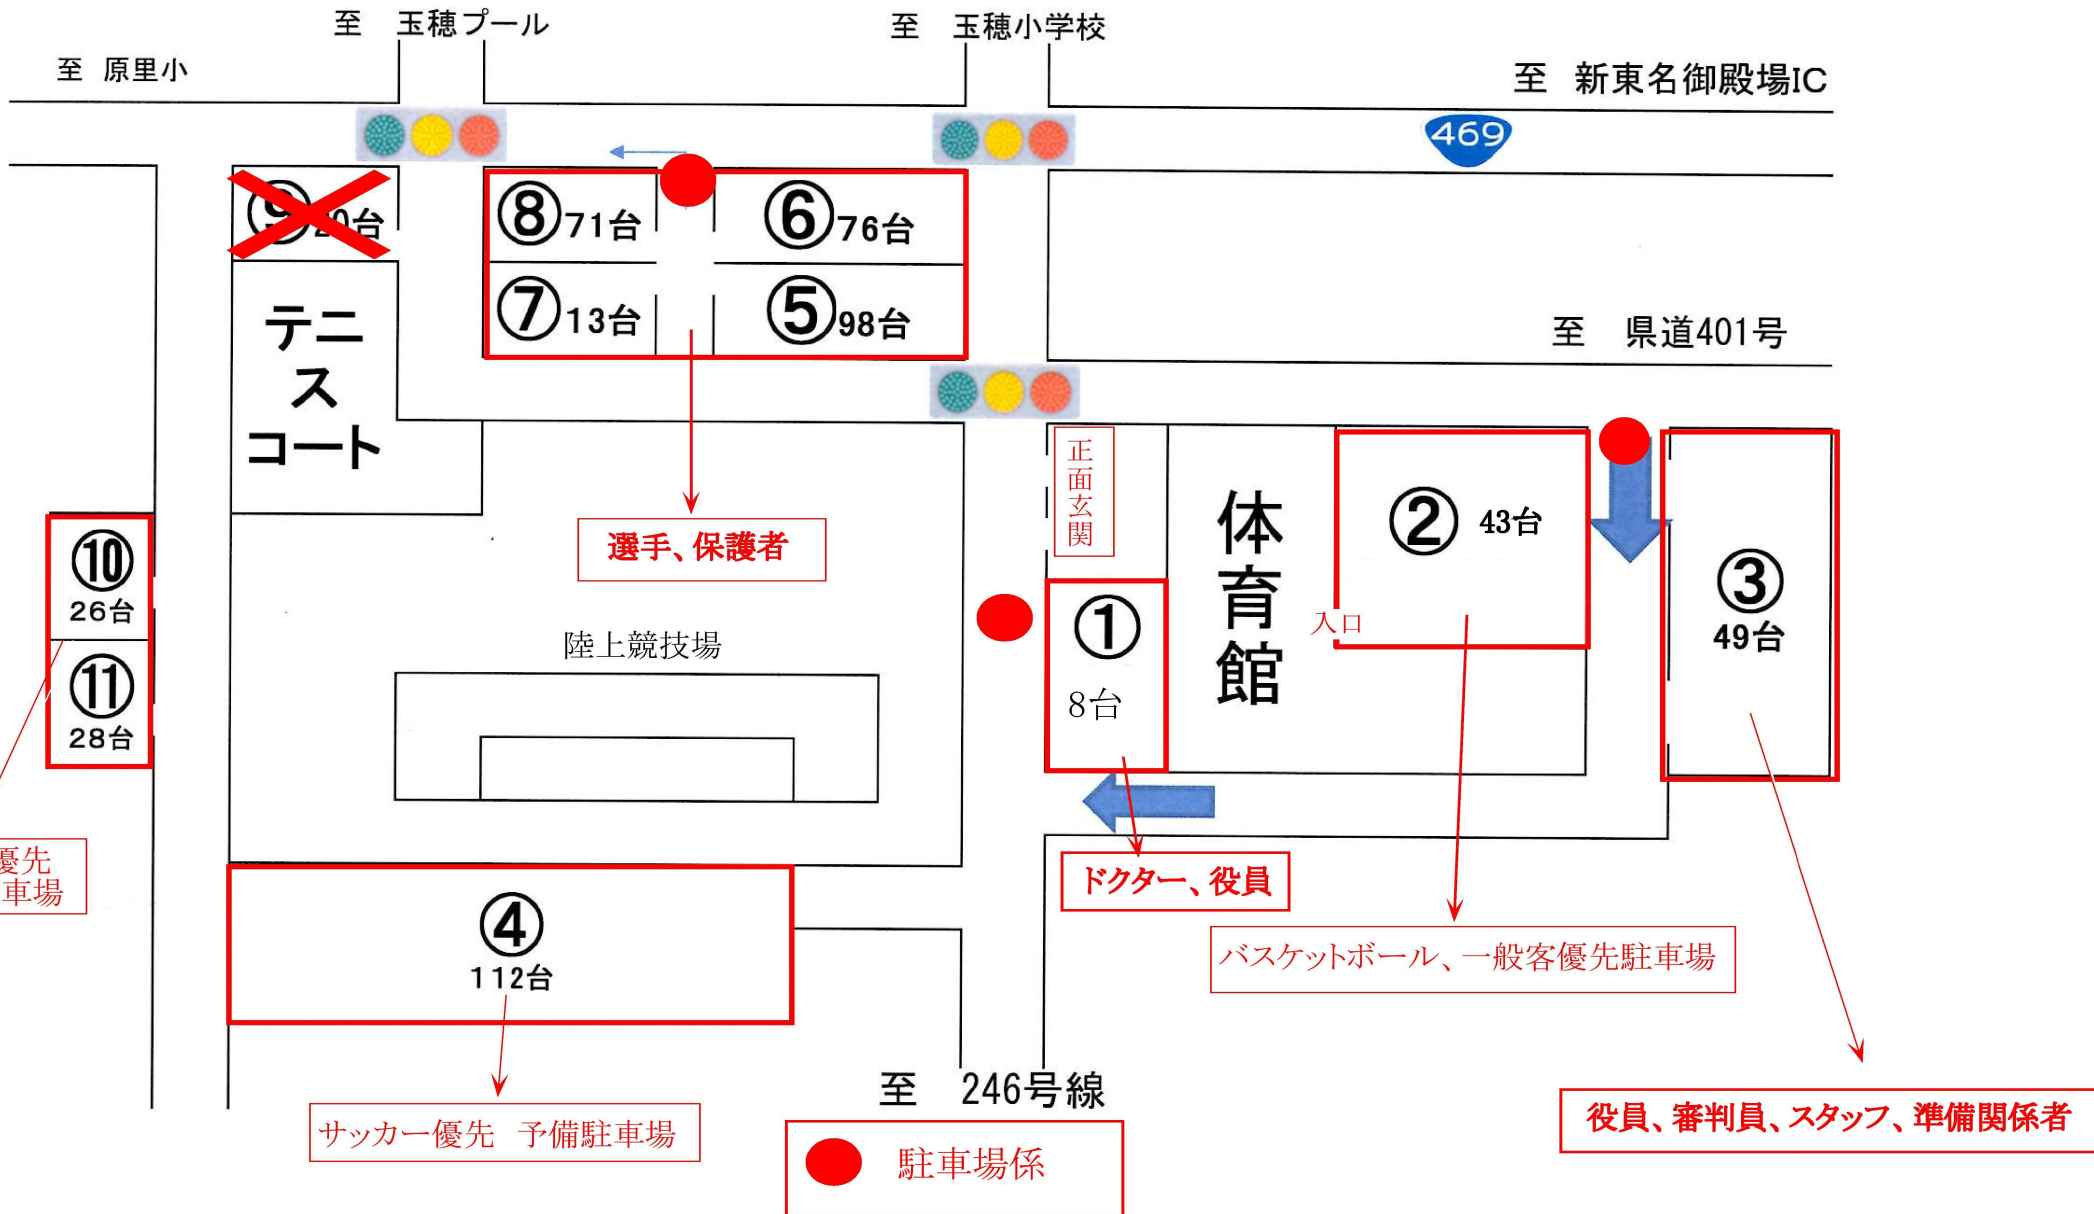 至　玉穂プール
至　玉穂小学校
至　原里小
至　新東名御殿場IC
469
⑨
⑧71台
⑥76台
⑦13台
⑤98台
至　県道401号
テニ
ス
コート
正面玄関
体育館
②　43台
入口
③
49台
選手、保護者
⑩
26台
⑪
28台
①
8台
陸上競技場
優先
車場
ドクター、役員
④
112台
バスケットボール、一般客優先駐車場
至　246号線
サッカー優先　予備駐車場
役員、審判員、スタッフ、準備関係者
駐車場係